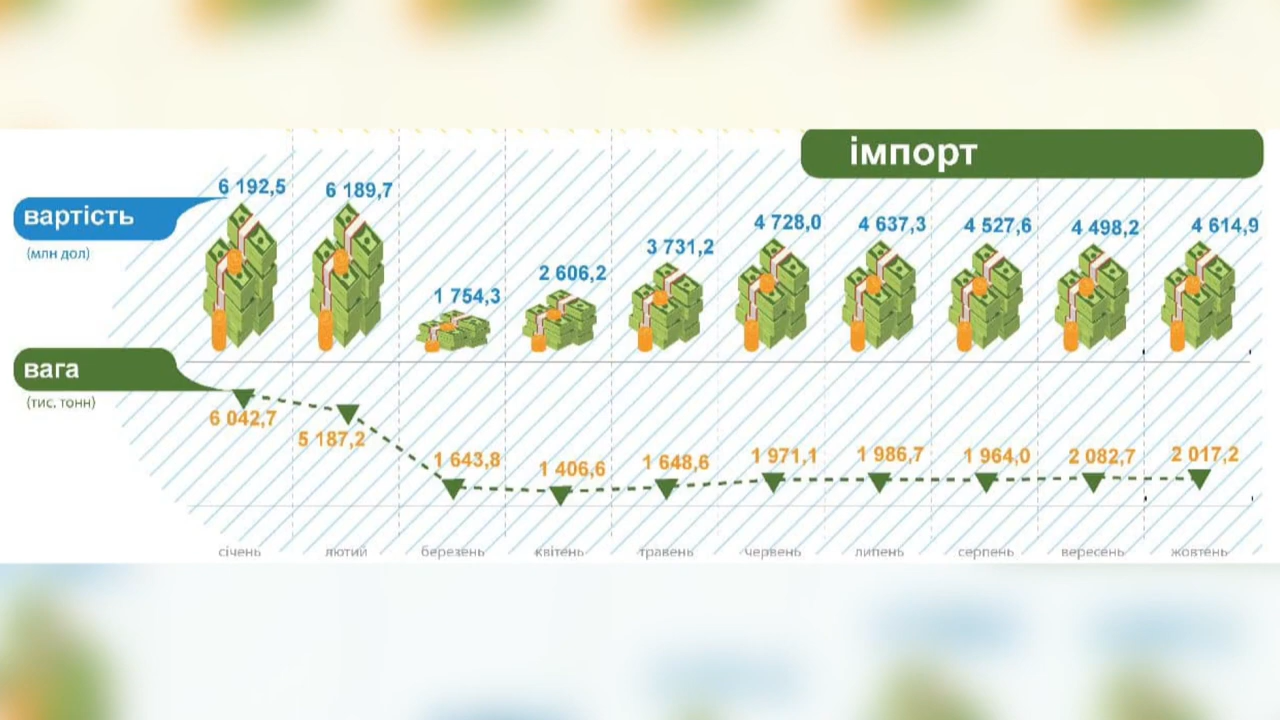 імпорт
вартість
(млн дол)
6 192,5
6 189,7
1 754,3
2 606,2
3 731,2
4 728,0
4 637,3
4 527,6
4 498,2
4 614,9
вага
(тис. тонн)
6 042,7
5 187,2
1 643,8
1 406,6
1 648,6
1 971,1
1 986,7
1 964,0
2 082,7
2 017,2
січень
лютий
березень
квітень
травень
червень
липень
серпень
вересень
жовтень